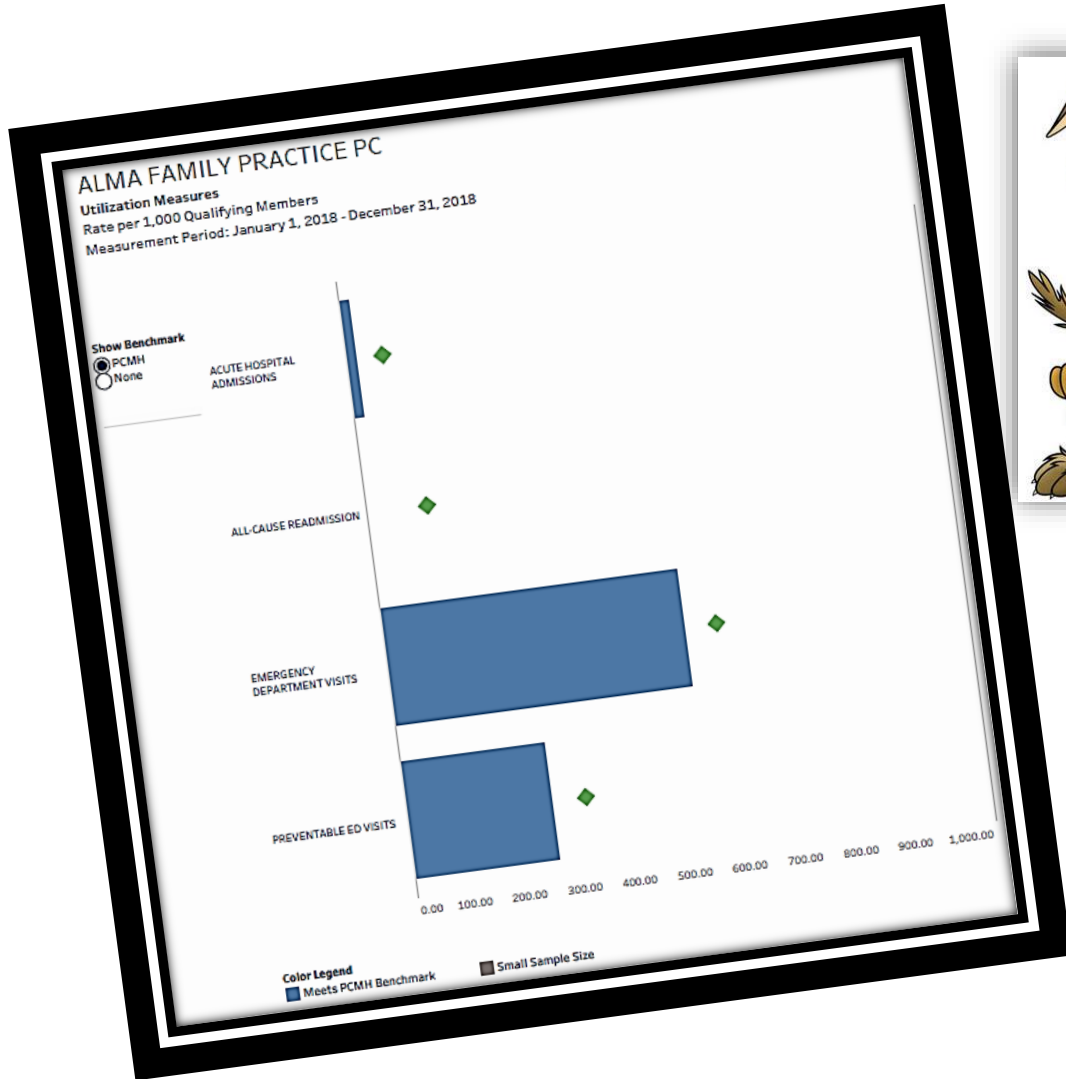 ALMA FAMILY PRACTICE PC
Utilization Measures
Rate per 1,000 Qualifying Members
Measurement Period: January 1, 2018 - December 31, 2018
Show Benchmark
PCMH
None
ACUTE HOSPITAL
ADMISSIONS
ALL-CAUSE READMISSION
EMERGENCY
DEPARTMENT VISITS
PREVENTABLE ED VISITS
0.00 100.00 200.00 300.00 400.00 500.00 600.00 700.00 800.00 900.00 1,000.00
Color Legend
Meets PCMH Benchmark
Small Sample Size